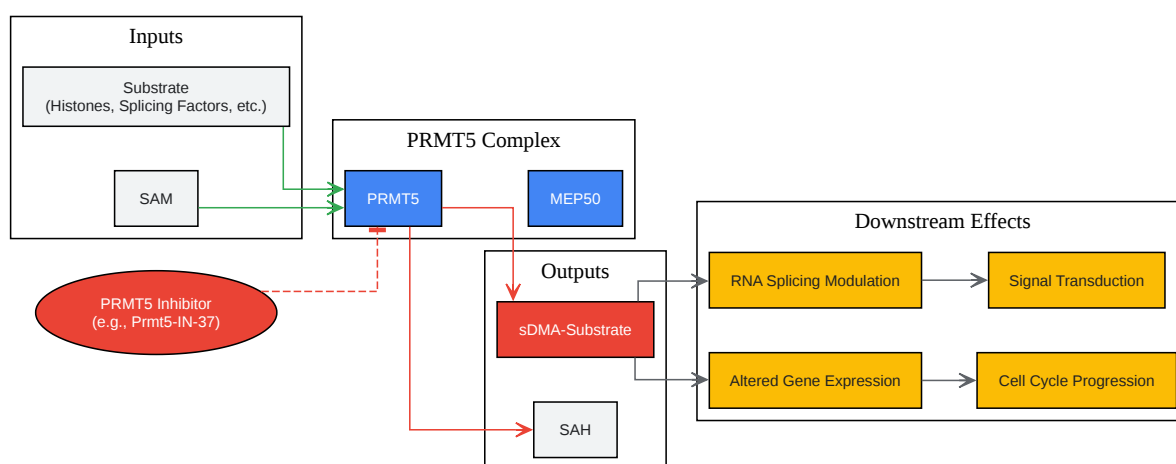 Inputs
Substrate
(Histones, Splicing Factors, etc.)
SAM
PRMT5 Complex
PRMT5
MEP50
PRMT5 Inhibitor
(e.g., Prmt5-IN-37)
Outputs
sDMA-Substrate
SAH
Downstream Effects
RNA Splicing Modulation
Signal Transduction
Altered Gene Expression
Cell Cycle Progression